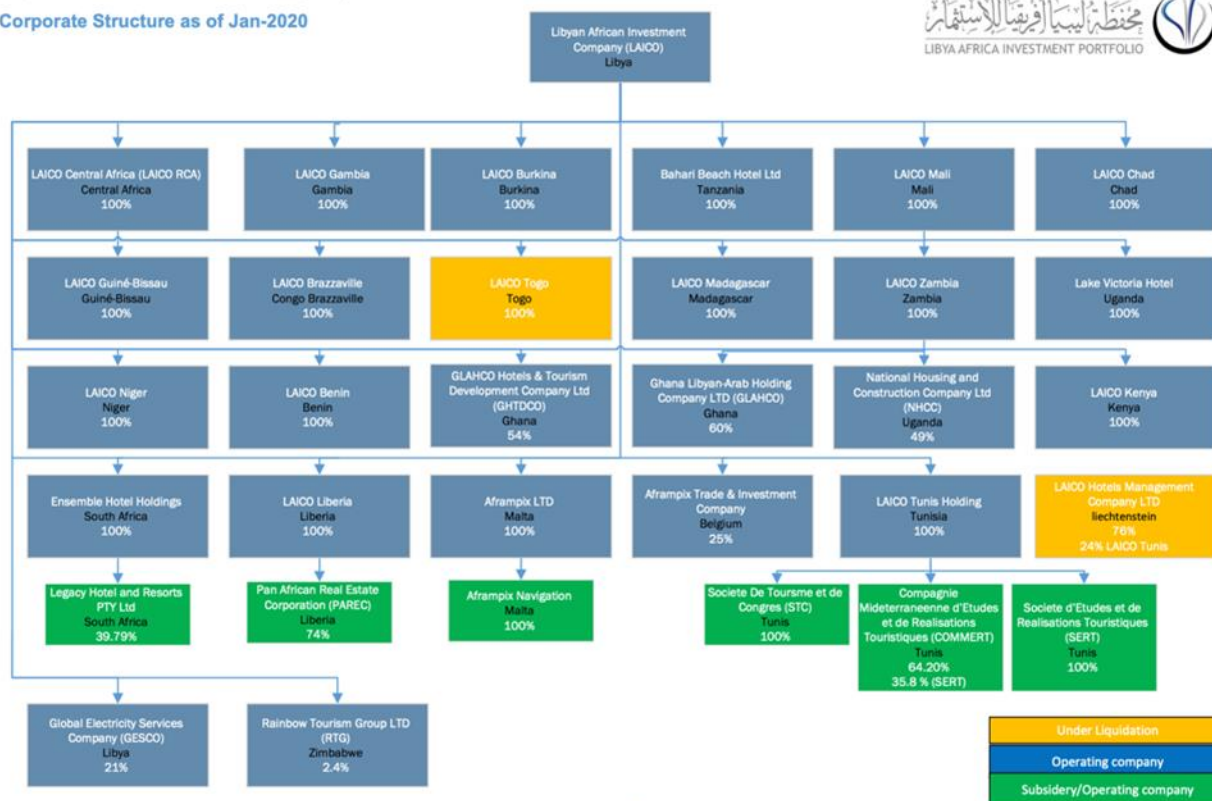 Corporate Structure as of Jan-2020
محفظة ليبيا أفريقيا للاستثمار
LIBYA AFRICA INVESTMENT PORTFOLIO
Libyan African Investment
Company (LAICO)
Libya
LAICO Central Africa (LAICO RCA)
Central Africa
100%
LAICO Gambia
Gambia
100%
LAICO Burkina
Burkina
100%
Bahari Beach Hotel Ltd
Tanzania
100%
LAICO Mali
Mali
100%
LAICO Chad
Chad
100%
LAICO Guiné-Bissau
Guiné-Bissau
100%
LAICO Brazzaville
Congo Brazzaville
100%
LAICO Togo
Togo
100%
LAICO Madagascar
Madagascar
100%
LAICO Zambia
Zambia
100%
Lake Victoria Hotel
Uganda
100%
LAICO Niger
Niger
100%
LAICO Benin
Benin
100%
GLAHCO Hotels & Tourism
Development Company Ltd
(GHTDCO)
Ghana
54%
Ghana Libyan-Arab Holding
Company LTD (GLAHCO)
Ghana
60%
National Housing and
Construction Company Ltd
(NHCC)
Uganda
49%
LAICO Kenya
Kenya
100%
Ensemble Hotel Holdings
South Africa
100%
LAICO Liberia
Liberia
100%
Aframpix LTD
Malta
100%
Aframpix Trade & Investment
Company
Belgium
25%
LAICO Tunis Holding
Tunisia
100%
LAICO Hotels Management
Company LTD
liechtenstein
76%
24% LAICO Tunis
Legacy Hotel and Resorts
PTY Ltd
South Africa
39.79%
Pan African Real Estate
Corporation (PAREC)
Liberia
74%
Aframpix Navigation
Malta
100%
Societe De Toursme et de
Congres (STC)
Tunis
100%
Compagnie
Mideterraneenne d'Etudes
et de Realisations
Touristiques (COMMERT)
Tunis
64.20%
35.8 % (SERT)
Societe d'Etudes et de
Realisations Touristiques
(SERT)
Tunis
100%
Global Electricity Services
Company (GESCO)
Libya
21%
Rainbow Tourism Group LTD
(RTG)
Zimbabwe
2.4%
Under Liquidation
Operating company
Subsidery/Operating company